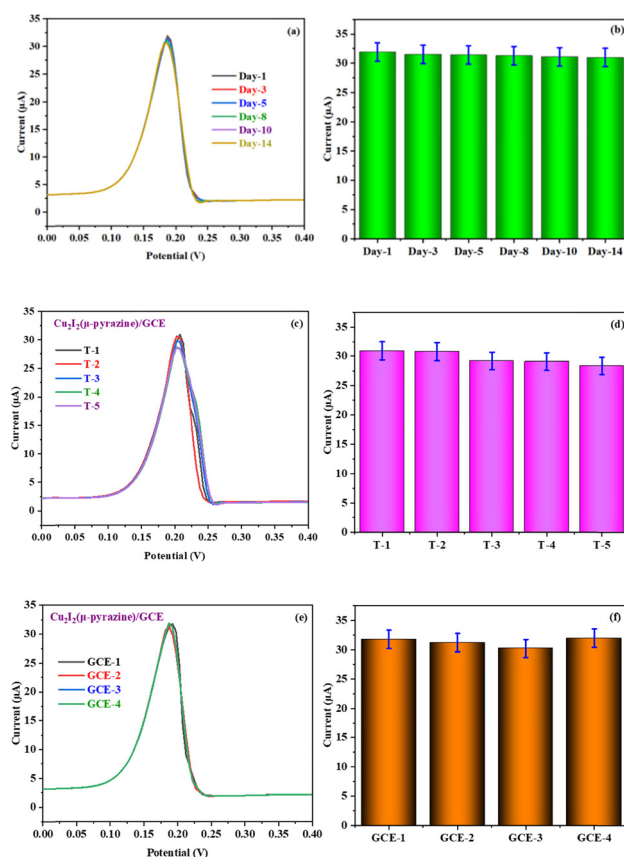 (a)
Current (µA)
35
30
25
20
15
10
5
0
Day-1
Day-3
Day-5
Day-8
Day-10
Day-14
0.00 0.05 0.10 0.15 0.20 0.25 0.30 0.35 0.40
Potential (V)
(b)
Current (µA)
35
30
25
20
15
10
5
0
Day-1 Day-3 Day-5 Day-8 Day-10 Day-14
Cu₂I₂(µ-pyrazine)/GCE
(c)
Current (µA)
35
30
25
20
15
10
5
0
T-1
T-2
T-3
T-4
T-5
0.00 0.05 0.10 0.15 0.20 0.25 0.30 0.35 0.40
Potential (V)
(d)
Current (µA)
35
30
25
20
15
10
5
0
T-1 T-2 T-3 T-4 T-5
Cu₂I₂(µ-pyrazine)/GCE
(e)
Current (µA)
35
30
25
20
15
10
5
0
GCE-1
GCE-2
GCE-3
GCE-4
0.00 0.05 0.10 0.15 0.20 0.25 0.30 0.35 0.40
Potential (V)
(f)
Current (µA)
35
30
25
20
15
10
5
0
GCE-1 GCE-2 GCE-3 GCE-4